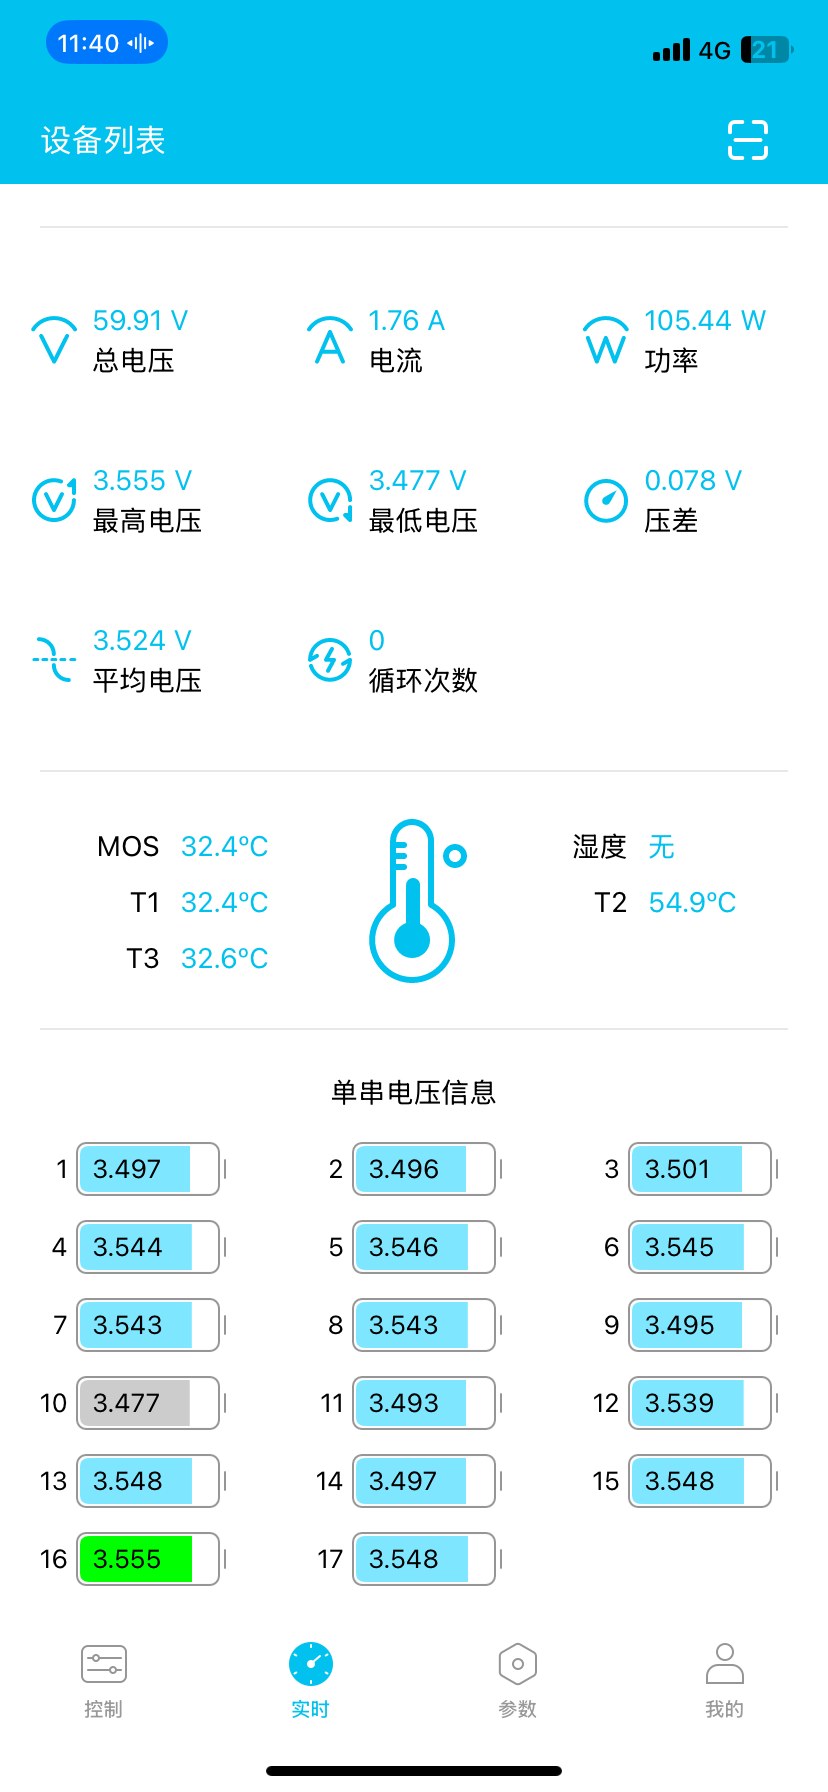 11:40
4G 21
设备列表
59.91 V 1.76 A 105.44 W
总电压 电流 功率
3.555 V 3.477 V 0.078 V
最高电压 最低电压 压差
3.524 V 0
平均电压 循环次数
MOS 32.4℃ 湿度 无
T1 32.4℃ T2 54.9℃
T3 32.6℃
单串电压信息
1 3.497 2 3.496 3 3.501
4 3.544 5 3.546 6 3.545
7 3.543 8 3.543 9 3.495
10 3.477 11 3.493 12 3.539
13 3.548 14 3.497 15 3.548
16 3.555 17 3.548
控制 实时 参数 我的